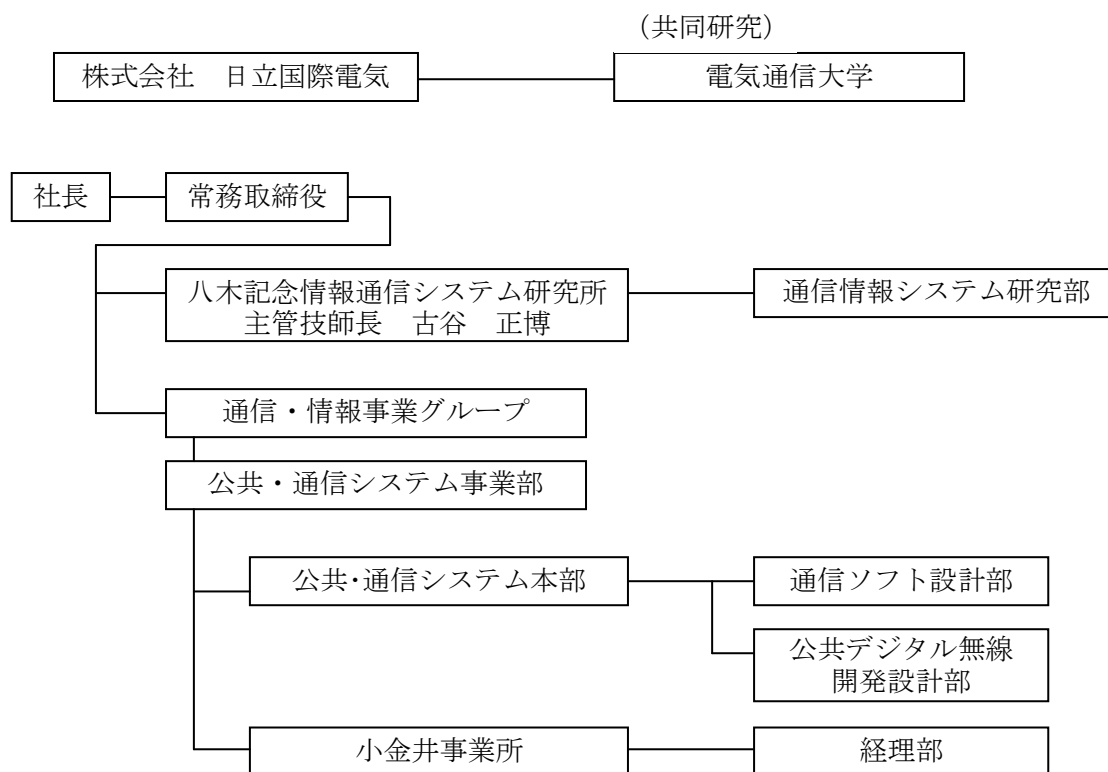 (共同研究)
株式会社　日立国際電気
電気通信大学
社長
常務取締役
八木記念情報通信システム研究所
主管技師長　古谷　正博
通信情報システム研究部
通信・情報事業グループ
公共・通信システム事業部
公共･通信システム本部
通信ソフト設計部
公共デジタル無線
開発設計部
小金井事業所
経理部